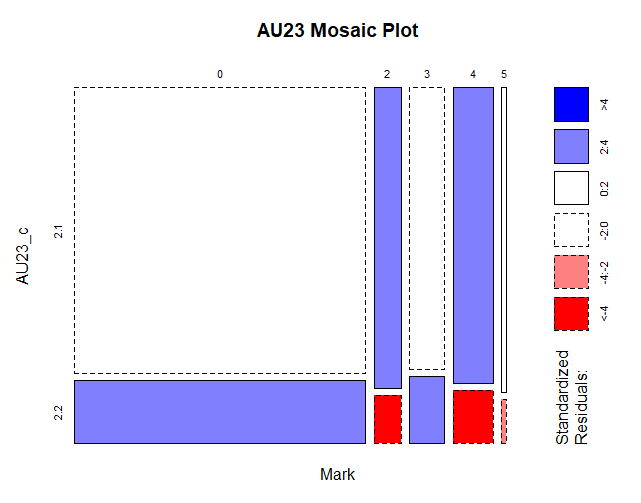 AU23 Mosaic Plot
0 2 3 4 5
AU23_c
2.1
2.2
Mark
Standardized
Residuals:
<-4
-4:-2
-2:0
0:2
2:4
>4